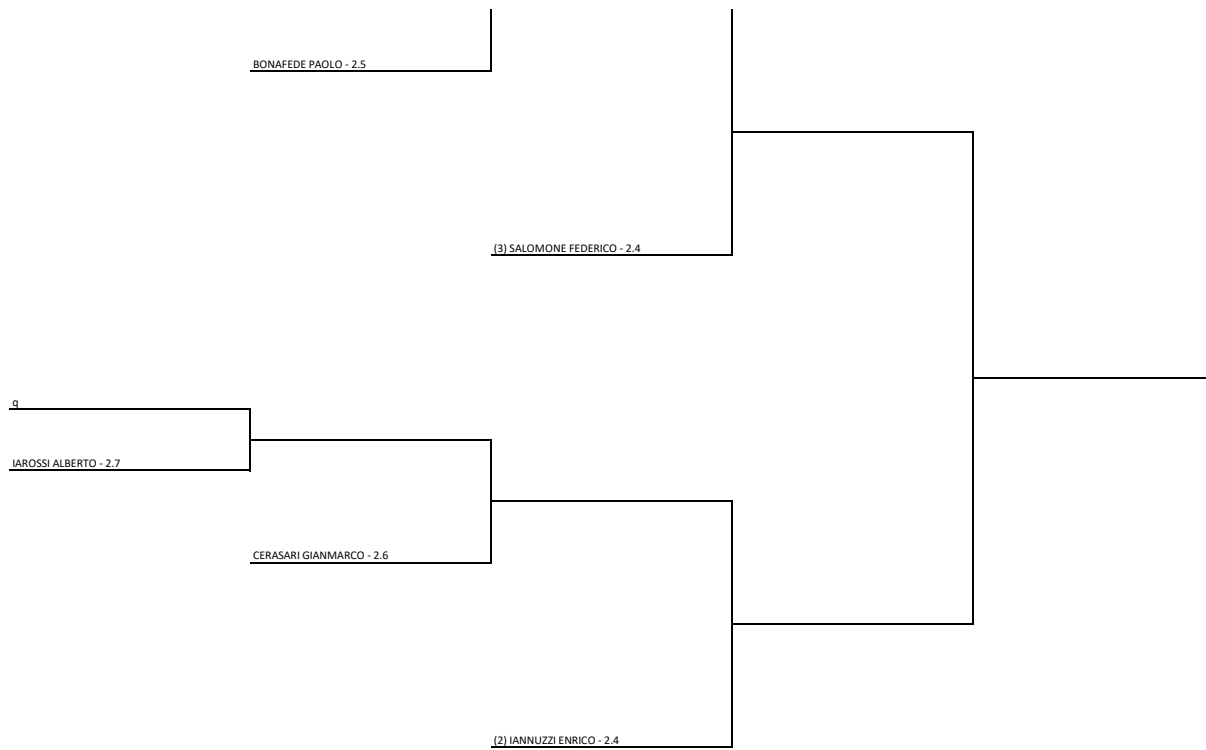 BONAFEDE PAOLO - 2.5
(3) SALOMONE FEDERICO - 2.4
q
IAROSSI ALBERTO - 2.7
CERASARI GIANMARCO - 2.6
(2) IANNUZZI ENRICO - 2.4